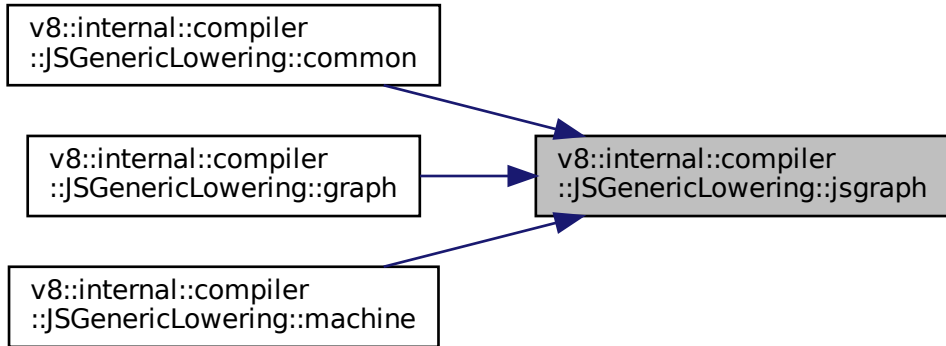 v8::internal::compiler
::JSGenericLowering::common
v8::internal::compiler
::JSGenericLowering::graph
v8::internal::compiler
::JSGenericLowering::jsgraph
v8::internal::compiler
::JSGenericLowering::machine